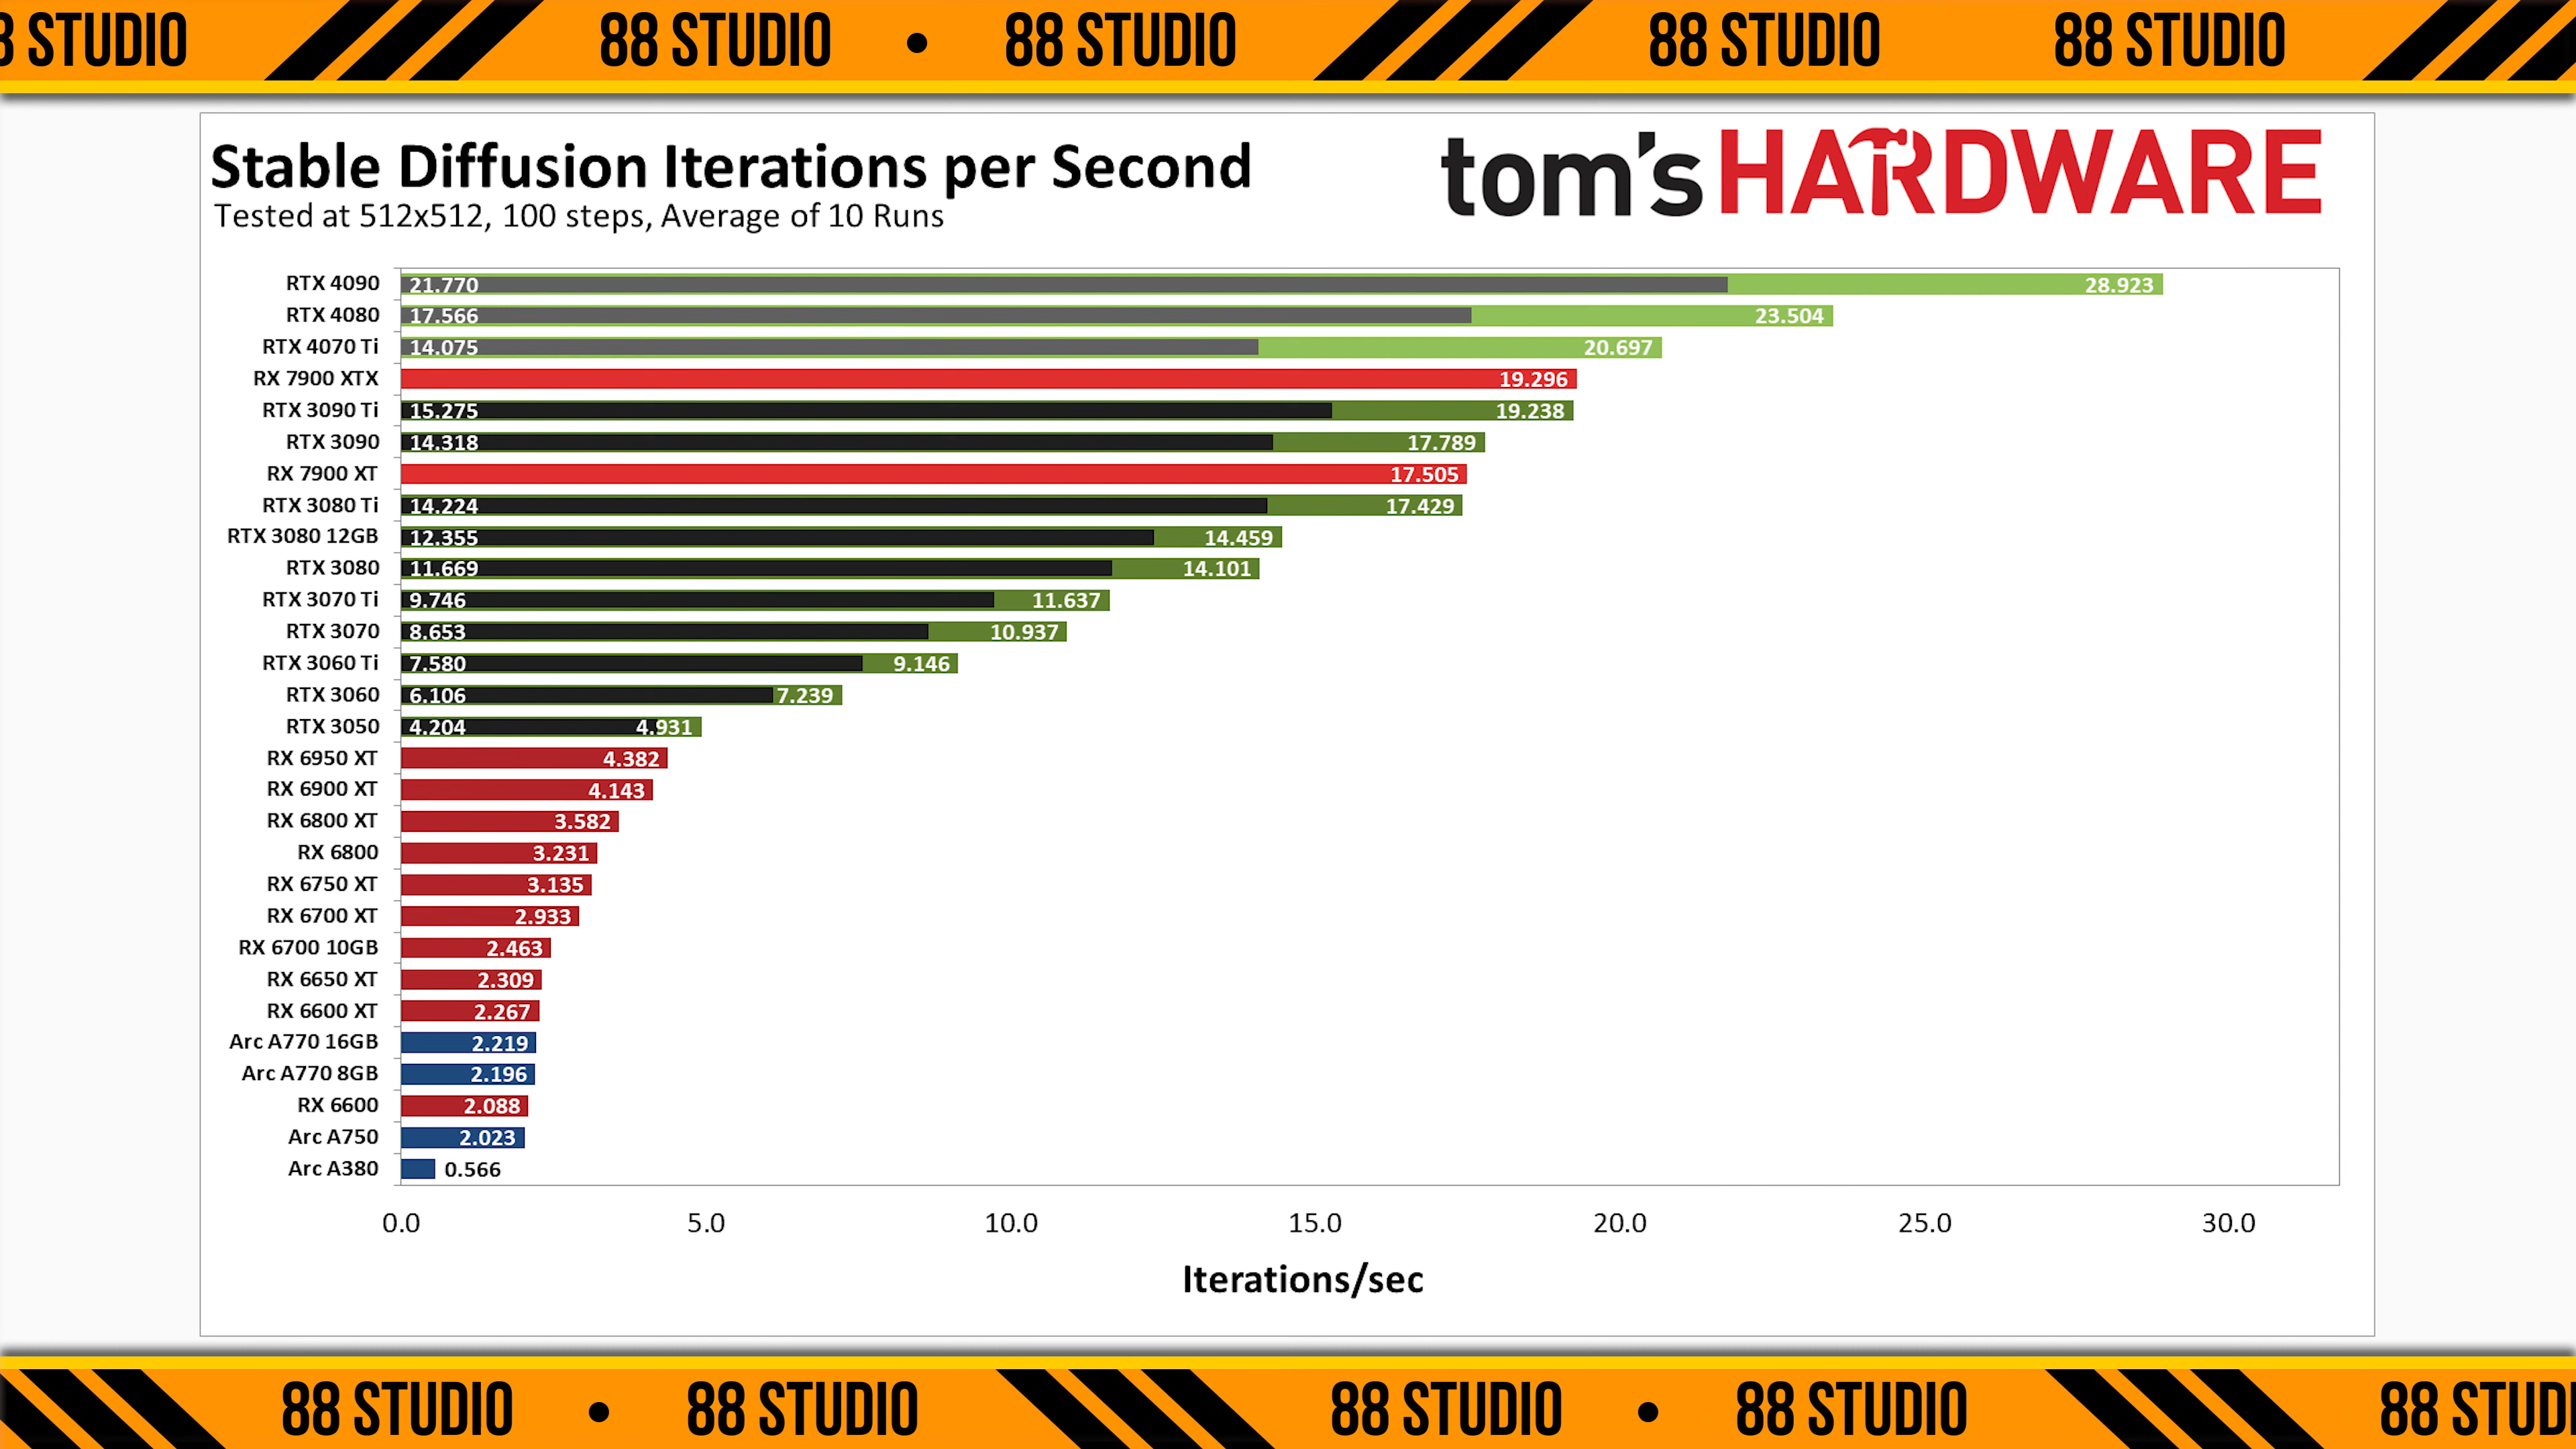 8 STUDIO 88 STUDIO • 88 STUDIO 88 STUDIO 88 STUDIO
Stable Diffusion Iterations per Second
tom's HARDWARE
Tested at 512x512, 100 steps, Average of 10 Runs
RTX 4090 21.770 28.923
RTX 4080 17.566 23.504
RTX 4070 Ti 14.075 20.697
RX 7900 XTX 19.296
RTX 3090 Ti 15.275 19.238
RTX 3090 14.318 17.789
RX 7900 XT 17.505
RTX 3080 Ti 14.224 17.429
RTX 3080 12GB 12.355 14.459
RTX 3080 11.669 14.101
RTX 3070 Ti 9.746 11.637
RTX 3070 8.653 10.937
RTX 3060 Ti 7.580 9.146
RTX 3060 6.106 7.239
RTX 3050 4.204 4.931
RX 6950 XT 4.382
RX 6900 XT 4.143
RX 6800 XT 3.582
RX 6800 3.231
RX 6750 XT 3.135
RX 6700 XT 2.933
RX 6700 10GB 2.463
RX 6650 XT 2.309
RX 6600 XT 2.267
Arc A770 16GB 2.219
Arc A770 8GB 2.196
RX 6600 2.088
Arc A750 2.023
Arc A380 0.566
0.0 5.0 10.0 15.0 20.0 25.0 30.0
Iterations/sec
88 STUDIO • 88 STUDIO 88 STUDIO • 88 STUDIO 88 STUD